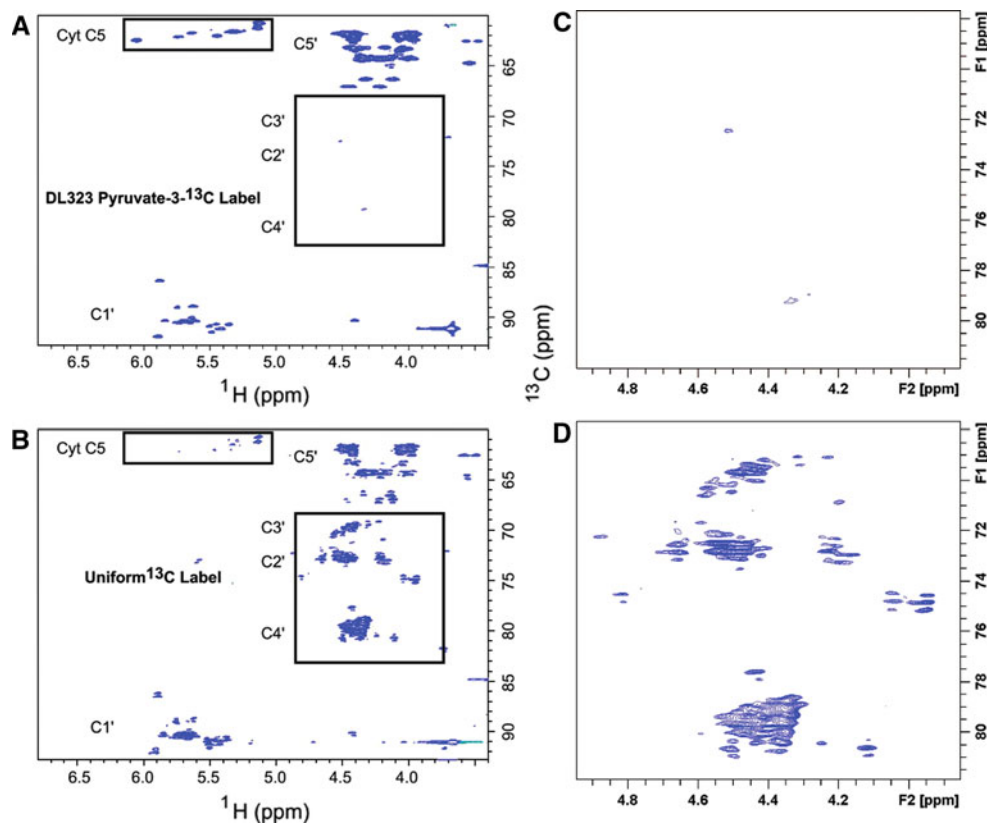 A
Cyt C5
C5'
C3'
C2'
DL323 Pyruvate-3-¹³C Label
C4'
C1'
65
70
75
80
85
90
6.5 6.0 5.5 5.0 4.5 4.0
¹H (ppm)
B
Cyt C5
C5'
C3'
C2'
Uniform¹³C Label
C4'
C1'
65
70
75
80
85
90
6.5 6.0 5.5 5.0 4.5 4.0
¹H (ppm)
¹³C (ppm)
C
F1 [ppm]
72
74
76
78
80
4.8 4.6 4.4 4.2 F2 [ppm]
D
F1 [ppm]
72
74
76
78
80
4.8 4.6 4.4 4.2 F2 [ppm]